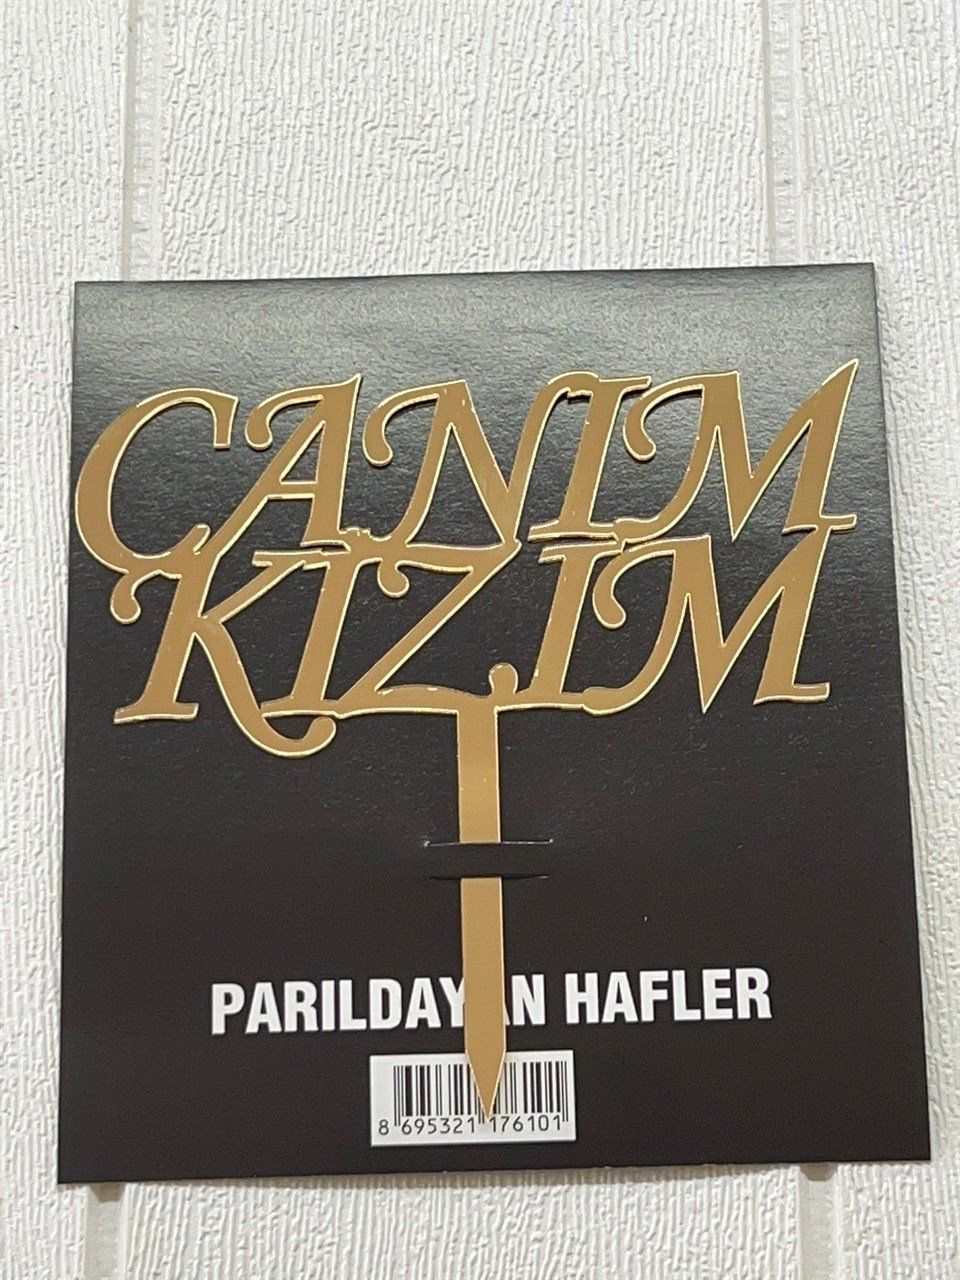 CANIM
KIZIM
PARILDAYAN HAFLER
8 695321 176101